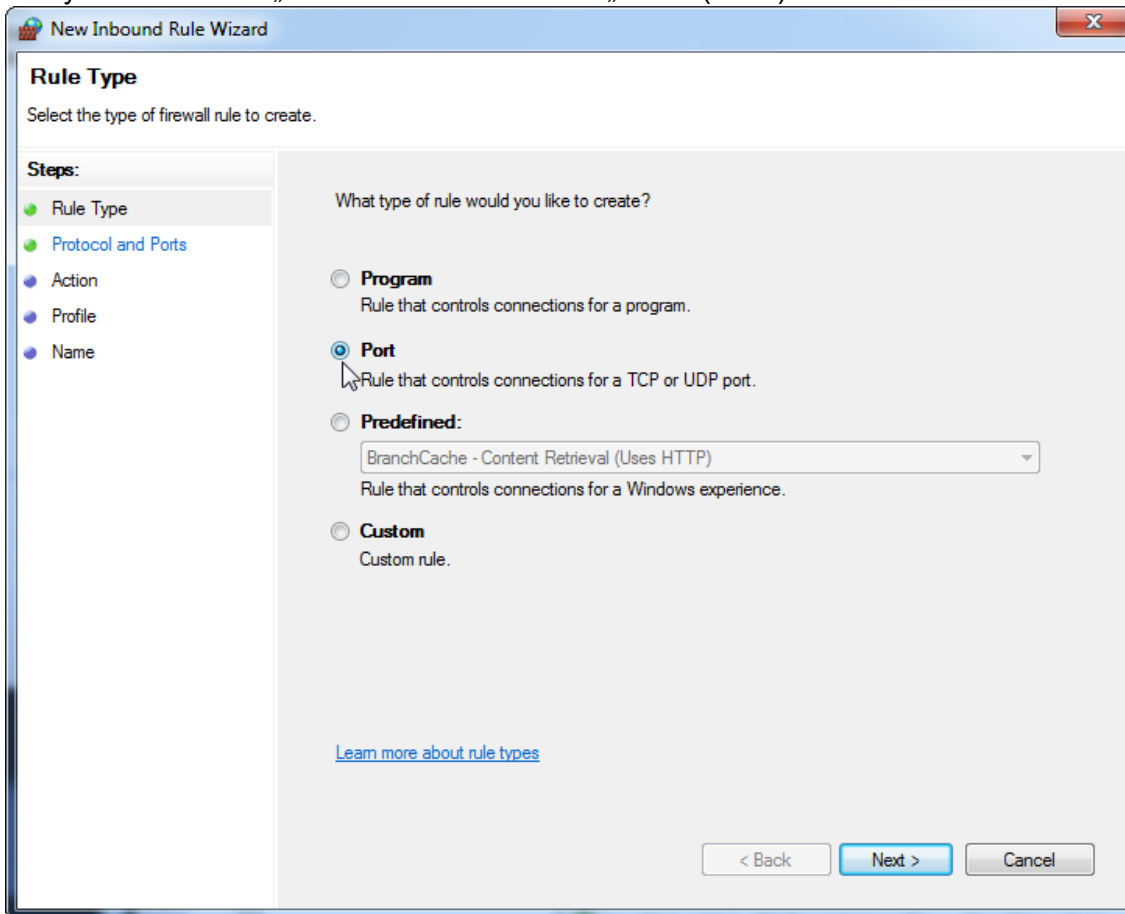 New Inbound Rule Wizard
Rule Type
Select the type of firewall rule to create.
Steps:
Rule Type
Protocol and Ports
Action
Profile
Name
What type of rule would you like to create?
Program
Rule that controls connections for a program.
Port
Rule that controls connections for a TCP or UDP port.
Predefined:
BranchCache - Content Retrieval (Uses HTTP)
Rule that controls connections for a Windows experience.
Custom
Custom rule.
Learn more about rule types
< Back
Next >
Cancel